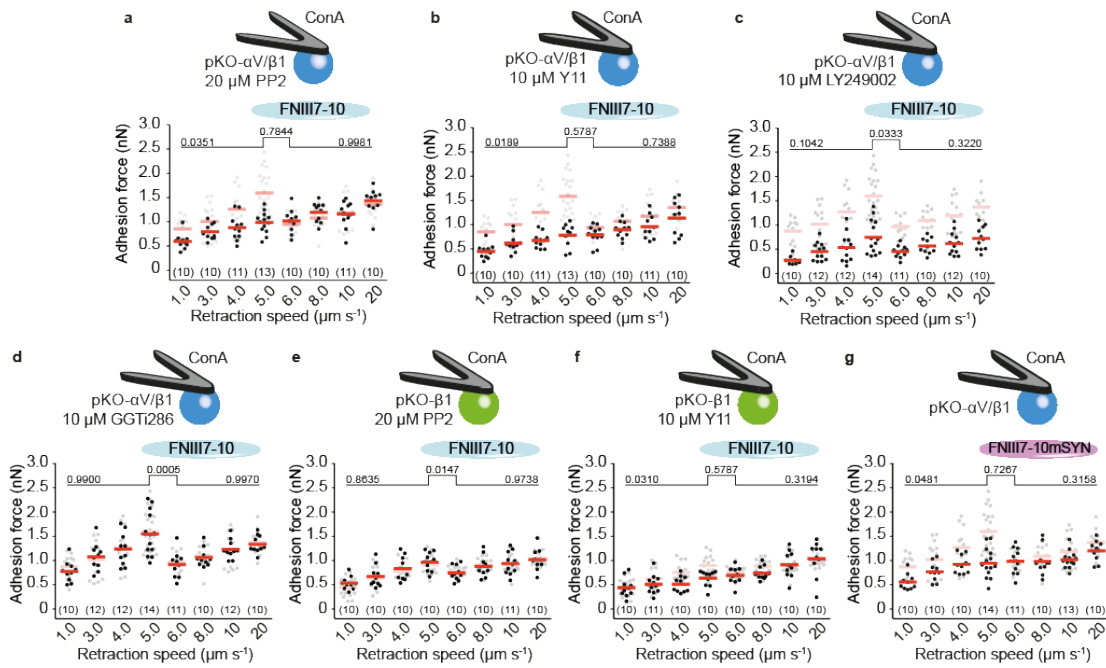 a
ConA
pKO-αV/β1
20 µM PP2
FNIII7-10
Adhesion force (nN)
3.0
2.5
2.0
1.5
1.0
0.5
0
0.0351
0.7844
0.9981
(10) (10) (11) (13) (10) (10) (11) (10)
1.0 3.0 4.0 5.0 6.0 8.0 10 20
Retraction speed (µm s⁻¹)
b
ConA
pKO-αV/β1
10 µM Y11
FNIII7-10
Adhesion force (nN)
3.0
2.5
2.0
1.5
1.0
0.5
0
0.0189
0.5787
0.7388
(10) (10) (11) (13) (10) (10) (11) (10)
1.0 3.0 4.0 5.0 6.0 8.0 10 20
Retraction speed (µm s⁻¹)
c
ConA
pKO-αV/β1
10 µM LY249002
FNIII7-10
Adhesion force (nN)
3.0
2.5
2.0
1.5
1.0
0.5
0
0.1042
0.0333
0.3220
(10) (12) (12) (14) (11) (10) (12) (10)
1.0 3.0 4.0 5.0 6.0 8.0 10 20
Retraction speed (µm s⁻¹)
d
ConA
pKO-αV/β1
10 µM GGTi286
FNIII7-10
Adhesion force (nN)
3.0
2.5
2.0
1.5
1.0
0.5
0
0.9900
0.0005
0.9970
(10) (12) (12) (14) (11) (10) (12) (10)
1.0 3.0 4.0 5.0 6.0 8.0 10 20
Retraction speed (µm s⁻¹)
e
ConA
pKO-β1
20 µM PP2
FNIII7-10
Adhesion force (nN)
3.0
2.5
2.0
1.5
1.0
0.5
0
0.8635
0.0147
0.9738
(10) (10) (10) (11) (10) (10) (11) (10)
1.0 3.0 4.0 5.0 6.0 8.0 10 20
Retraction speed (µm s⁻¹)
f
ConA
pKO-β1
10 µM Y11
FNIII7-10
Adhesion force (nN)
3.0
2.5
2.0
1.5
1.0
0.5
0
0.0310
0.5787
0.3194
(10) (11) (10) (10) (10) (10) (10) (10)
1.0 3.0 4.0 5.0 6.0 8.0 10 20
Retraction speed (µm s⁻¹)
g
ConA
pKO-αV/β1
FNIII7-10mSYN
Adhesion force (nN)
3.0
2.5
2.0
1.5
1.0
0.5
0
0.0481
0.7267
0.3158
(10) (10) (10) (14) (11) (10) (13) (10)
1.0 3.0 4.0 5.0 6.0 8.0 10 20
Retraction speed (µm s⁻¹)